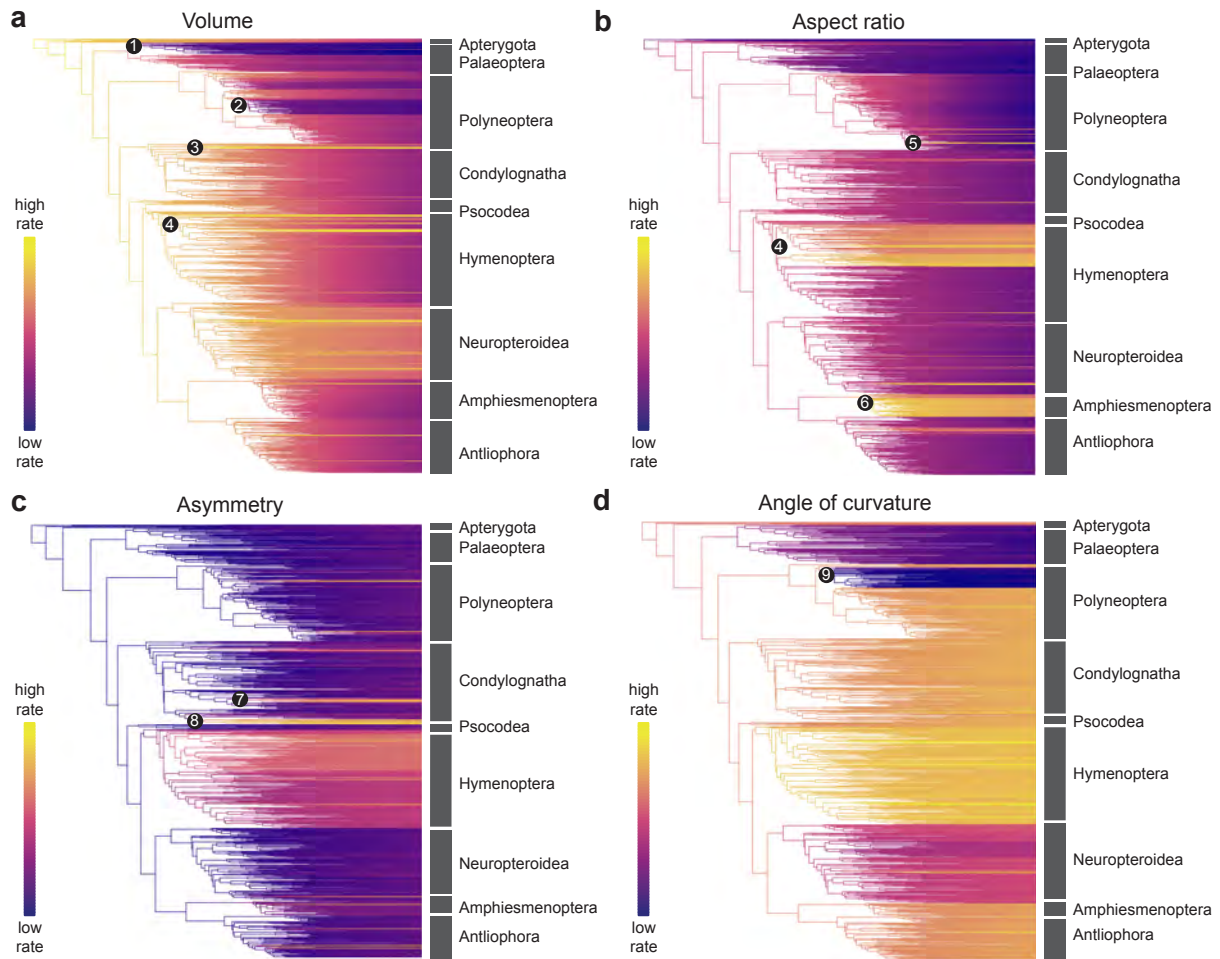 a
Volume
1
2
3
4
Apterygota
Palaeoptera
Polyneoptera
Condylognatha
Psocodea
Hymenoptera
Neuropteroidea
Amphiesmenoptera
Antliophora
high
rate
low
rate
b
Aspect ratio
5
4
6
Apterygota
Palaeoptera
Polyneoptera
Condylognatha
Psocodea
Hymenoptera
Neuropteroidea
Amphiesmenoptera
Antliophora
high
rate
low
rate
c
Asymmetry
7
8
Apterygota
Palaeoptera
Polyneoptera
Condylognatha
Psocodea
Hymenoptera
Neuropteroidea
Amphiesmenoptera
Antliophora
high
rate
low
rate
d
Angle of curvature
9
Apterygota
Palaeoptera
Polyneoptera
Condylognatha
Psocodea
Hymenoptera
Neuropteroidea
Amphiesmenoptera
Antliophora
high
rate
low
rate